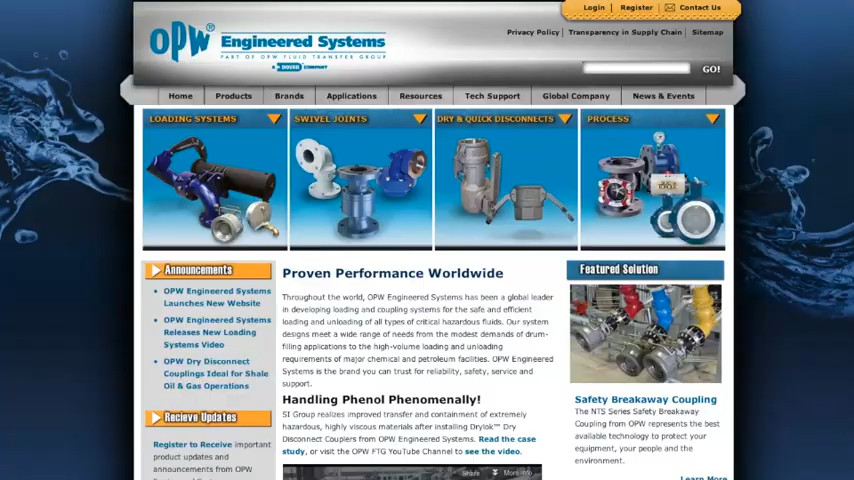 Login Register Contact Us
Privacy Policy Transparency in Supply Chain Sitemap
OPW® Engineered Systems
PART OF OPW FLUID TRANSFER GROUP
A DOVER COMPANY
GO!
Home Products Brands Applications Resources Tech Support Global Company News & Events
LOADING SYSTEMS SWIVEL JOINTS DRY & QUICK DISCONNECTS PROCESS
Announcements
OPW Engineered Systems
Launches New Website
OPW Engineered Systems
Releases New Loading
Systems Video
OPW Dry Disconnect
Couplings Ideal for Shale
Oil & Gas Operations
Recieve Updates
Register to Receive important
product updates and
announcements from OPW
Proven Performance Worldwide
Throughout the world, OPW Engineered Systems has been a global leader
in developing loading and coupling systems for the safe and efficient
loading and unloading of all types of critical hazardous fluids. Our system
designs meet a wide range of needs from the modest demands of drum-
filling applications to the high-volume loading and unloading
requirements of major chemical and petroleum facilities. OPW Engineered
Systems is the brand you can trust for reliability, safety, service and
support.
Handling Phenol Phenomenally!
SI Group realizes improved transfer and containment of extremely
hazardous, highly viscous materials after installing Drylok™ Dry
Disconnect Couplers from OPW Engineered Systems. Read the case
study, or visit the OPW FTG YouTube Channel to see the video.
Share More info
Featured Solution
Safety Breakaway Coupling
The NTS Series Safety Breakaway
Coupling from OPW represents the best
available technology to protect your
equipment, your people and the
environment.
Learn More